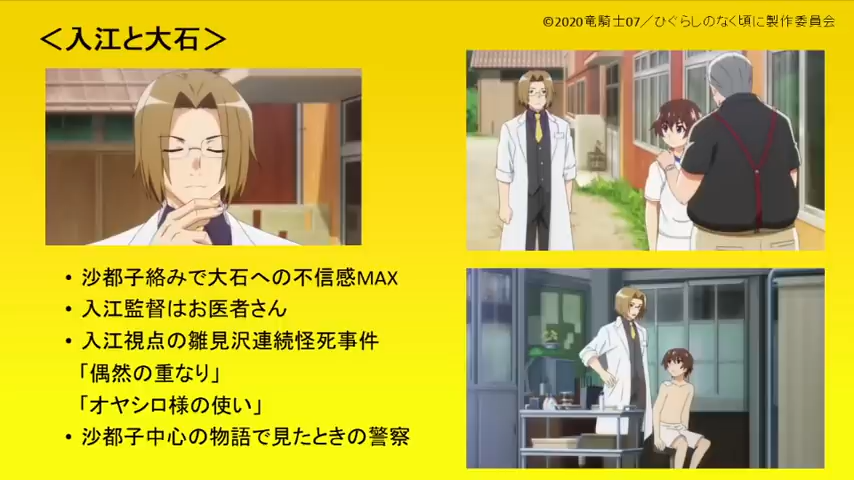 ©2020竜騎士07／ひぐらしのなく頃に製作委員会
＜入江と大石＞
• 沙都子絡みで大石への不信感MAX
• 入江監督はお医者さん
• 入江視点の雛見沢連続怪死事件
「偶然の重なり」
「オヤシロ様の使い」
• 沙都子中心の物語で見たときの警察